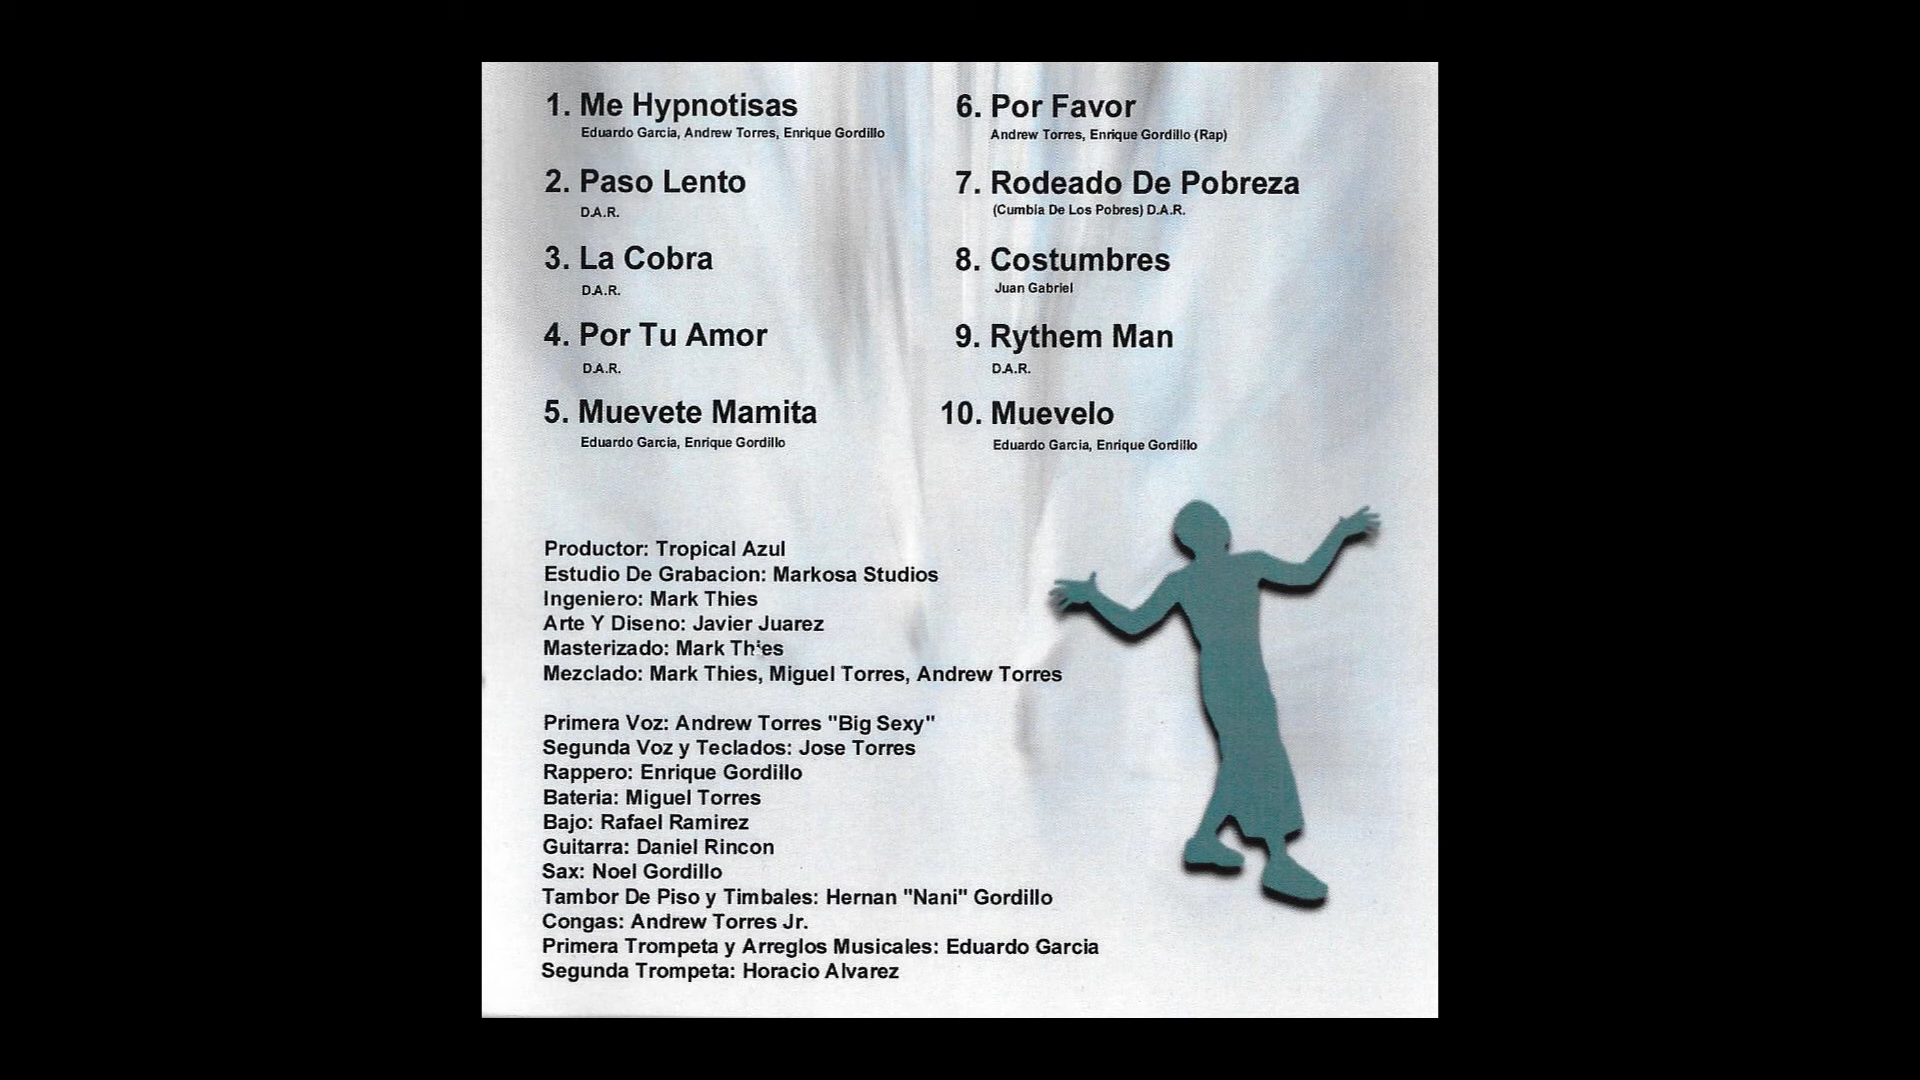 1. Me Hypnotisas
Eduardo Garcia, Andrew Torres, Enrique Gordillo
2. Paso Lento
D.A.R.
3. La Cobra
D.A.R.
4. Por Tu Amor
D.A.R.
5. Muevete Mamita
Eduardo Garcia, Enrique Gordillo
6. Por Favor
Andrew Torres, Enrique Gordillo (Rap)
7. Rodeado De Pobreza
(Cumbia De Los Pobres) D.A.R.
8. Costumbres
Juan Gabriel
9. Rythem Man
D.A.R.
10. Muevelo
Eduardo Garcia, Enrique Gordillo
Productor: Tropical Azul
Estudio De Grabacion: Markosa Studios
Ingeniero: Mark Thies
Arte Y Diseno: Javier Juarez
Masterizado: Mark Thies
Mezclado: Mark Thies, Miguel Torres, Andrew Torres
Primera Voz: Andrew Torres "Big Sexy"
Segunda Voz y Teclados: Jose Torres
Rappero: Enrique Gordillo
Bateria: Miguel Torres
Bajo: Rafael Ramirez
Guitarra: Daniel Rincon
Sax: Noel Gordillo
Tambor De Piso y Timbales: Hernan "Nani" Gordillo
Congas: Andrew Torres Jr.
Primera Trompeta y Arreglos Musicales: Eduardo Garcia
Segunda Trompeta: Horacio Alvarez